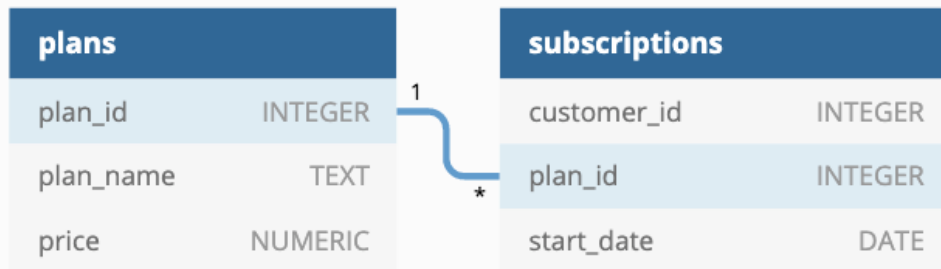 plans
plan_id INTEGER
plan_name TEXT
price NUMERIC
1
*
subscriptions
customer_id INTEGER
plan_id INTEGER
start_date DATE